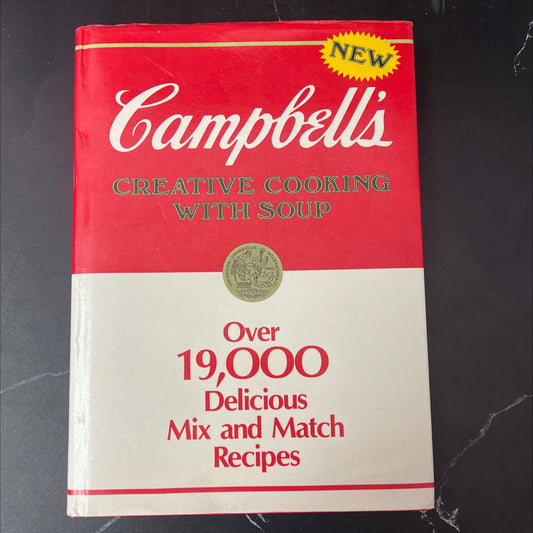 NEW
Campbell's
CREATIVE COOKING
WITH SOUP
Over
19,000
Delicious
Mix and Match
Recipes